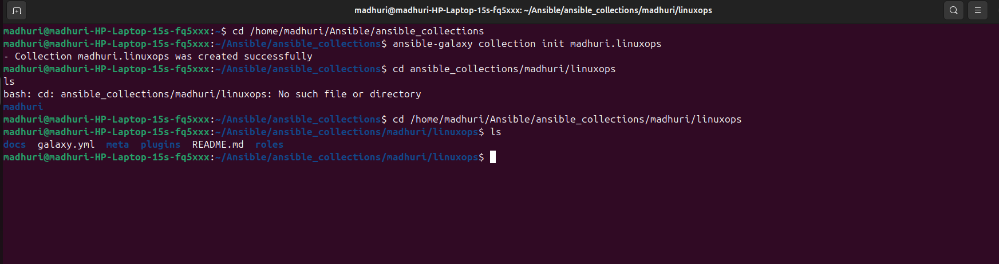 madhuri@madhuri-HP-Laptop-15s-fq5xxx: ~/Ansible/ansible_collections/madhuri/linuxops
madhuri@madhuri-HP-Laptop-15s-fq5xxx:~$ cd /home/madhuri/Ansible/ansible_collections
madhuri@madhuri-HP-Laptop-15s-fq5xxx:~/Ansible/ansible_collections$ ansible-galaxy collection init madhuri.linuxops
- Collection madhuri.linuxops was created successfully
madhuri@madhuri-HP-Laptop-15s-fq5xxx:~/Ansible/ansible_collections$ cd ansible_collections/madhuri/linuxops
ls
bash: cd: ansible_collections/madhuri/linuxops: No such file or directory
madhuri
madhuri@madhuri-HP-Laptop-15s-fq5xxx:~/Ansible/ansible_collections$ cd /home/madhuri/Ansible/ansible_collections/madhuri/linuxops
madhuri@madhuri-HP-Laptop-15s-fq5xxx:~/Ansible/ansible_collections/madhuri/linuxops$ ls
docs  galaxy.yml  meta  plugins  README.md  roles
madhuri@madhuri-HP-Laptop-15s-fq5xxx:~/Ansible/ansible_collections/madhuri/linuxops$